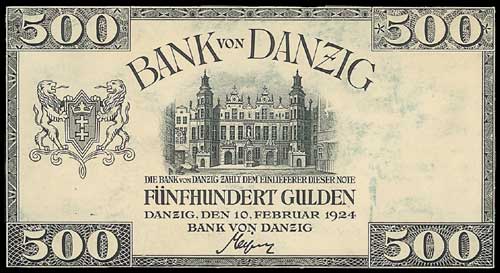 500 500
BANK VON DANZIG
DIE BANK VON DANZIG ZAHLT DEM EINLIEFERER DIESER NOTE
FÜNFHUNDERT GULDEN
DANZIG, DEN 10. FEBRUAR 1924
BANK VON DANZIG
500 500